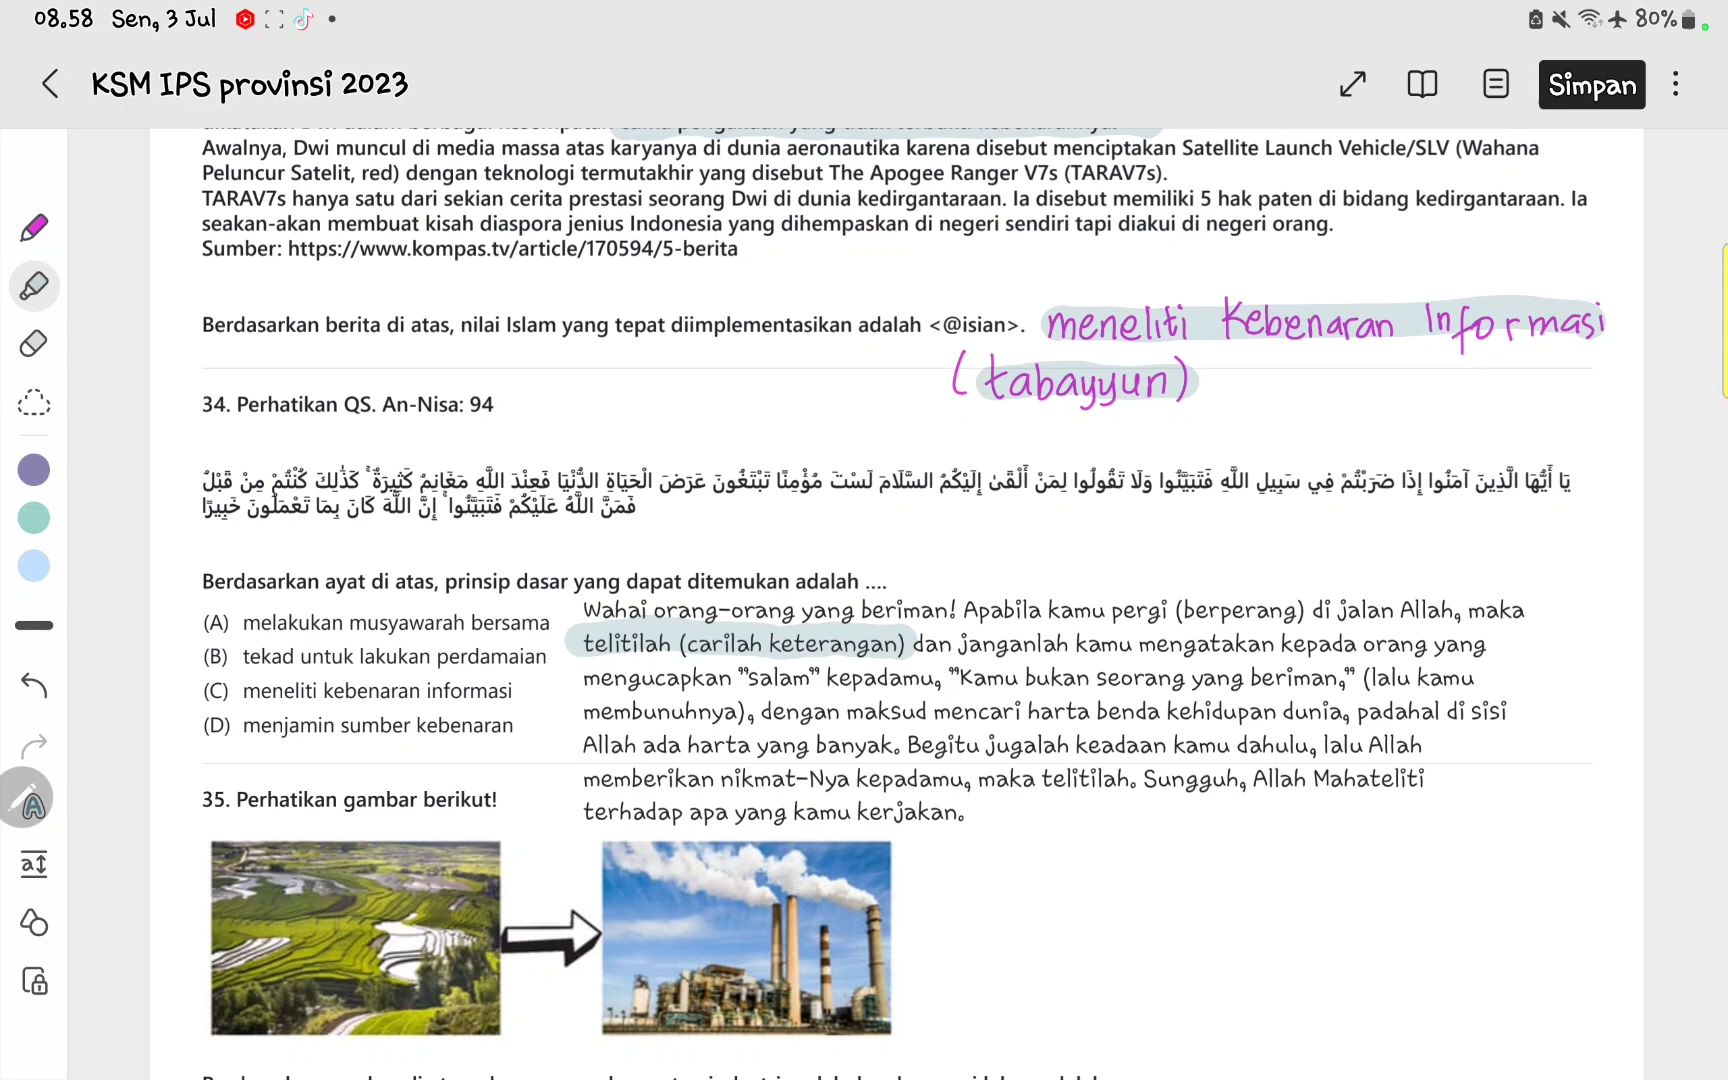 08.58 Sen, 3 Jul 80%
KSM IPS provinsi 2023
Simpan
Awalnya, Dwi muncul di media massa atas karyanya di dunia aeronautika karena disebut menciptakan Satellite Launch Vehicle/SLV (Wahana
Peluncur Satelit, red) dengan teknologi termutakhir yang disebut The Apogee Ranger V7s (TARAV7s).
TARAV7s hanya satu dari sekian cerita prestasi seorang Dwi di dunia kedirgantaraan. Ia disebut memiliki 5 hak paten di bidang kedirgantaraan. Ia
seakan-akan membuat kisah diaspora jenius Indonesia yang dihempaskan di negeri sendiri tapi diakui di negeri orang.
Sumber: https://www.kompas.tv/article/170594/5-berita
Berdasarkan berita di atas, nilai Islam yang tepat diimplementasikan adalah <@isian>. meneliti Kebenaran Informasi
(tabayyun)
34. Perhatikan QS. An-Nisa: 94
يَا أَيُّهَا الَّذِينَ آمَنُوا إِذَا ضَرَبْتُمْ فِي سَبِيلِ اللَّهِ فَتَبَيَّنُوا وَلَا تَقُولُوا لِمَنْ أَلْقَىٰ إِلَيْكُمُ السَّلَامَ لَسْتَ مُؤْمِنًا تَبْتَغُونَ عَرَضَ الْحَيَاةِ الدُّنْيَا فَعِنْدَ اللَّهِ مَغَانِمُ كَثِيرَةٌ ۚ كَذَٰلِكَ كُنْتُمْ مِنْ قَبْلُ
فَمَنَّ اللَّهُ عَلَيْكُمْ فَتَبَيَّنُوا ۚ إِنَّ اللَّهَ كَانَ بِمَا تَعْمَلُونَ خَبِيرًا
Berdasarkan ayat di atas, prinsip dasar yang dapat ditemukan adalah ....
(A) melakukan musyawarah bersama
(B) tekad untuk lakukan perdamaian
(C) meneliti kebenaran informasi
(D) menjamin sumber kebenaran
Wahai orang-orang yang beriman! Apabila kamu pergi (berperang) di jalan Allah, maka
telitilah (carilah keterangan) dan janganlah kamu mengatakan kepada orang yang
mengucapkan "salam" kepadamu, "Kamu bukan seorang yang beriman," (lalu kamu
membunuhnya), dengan maksud mencari harta benda kehidupan dunia, padahal di sisi
Allah ada harta yang banyak. Begitu jugalah keadaan kamu dahulu, lalu Allah
memberikan nikmat-Nya kepadamu, maka telitilah. Sungguh, Allah Mahateliti
terhadap apa yang kamu kerjakan.
35. Perhatikan gambar berikut!